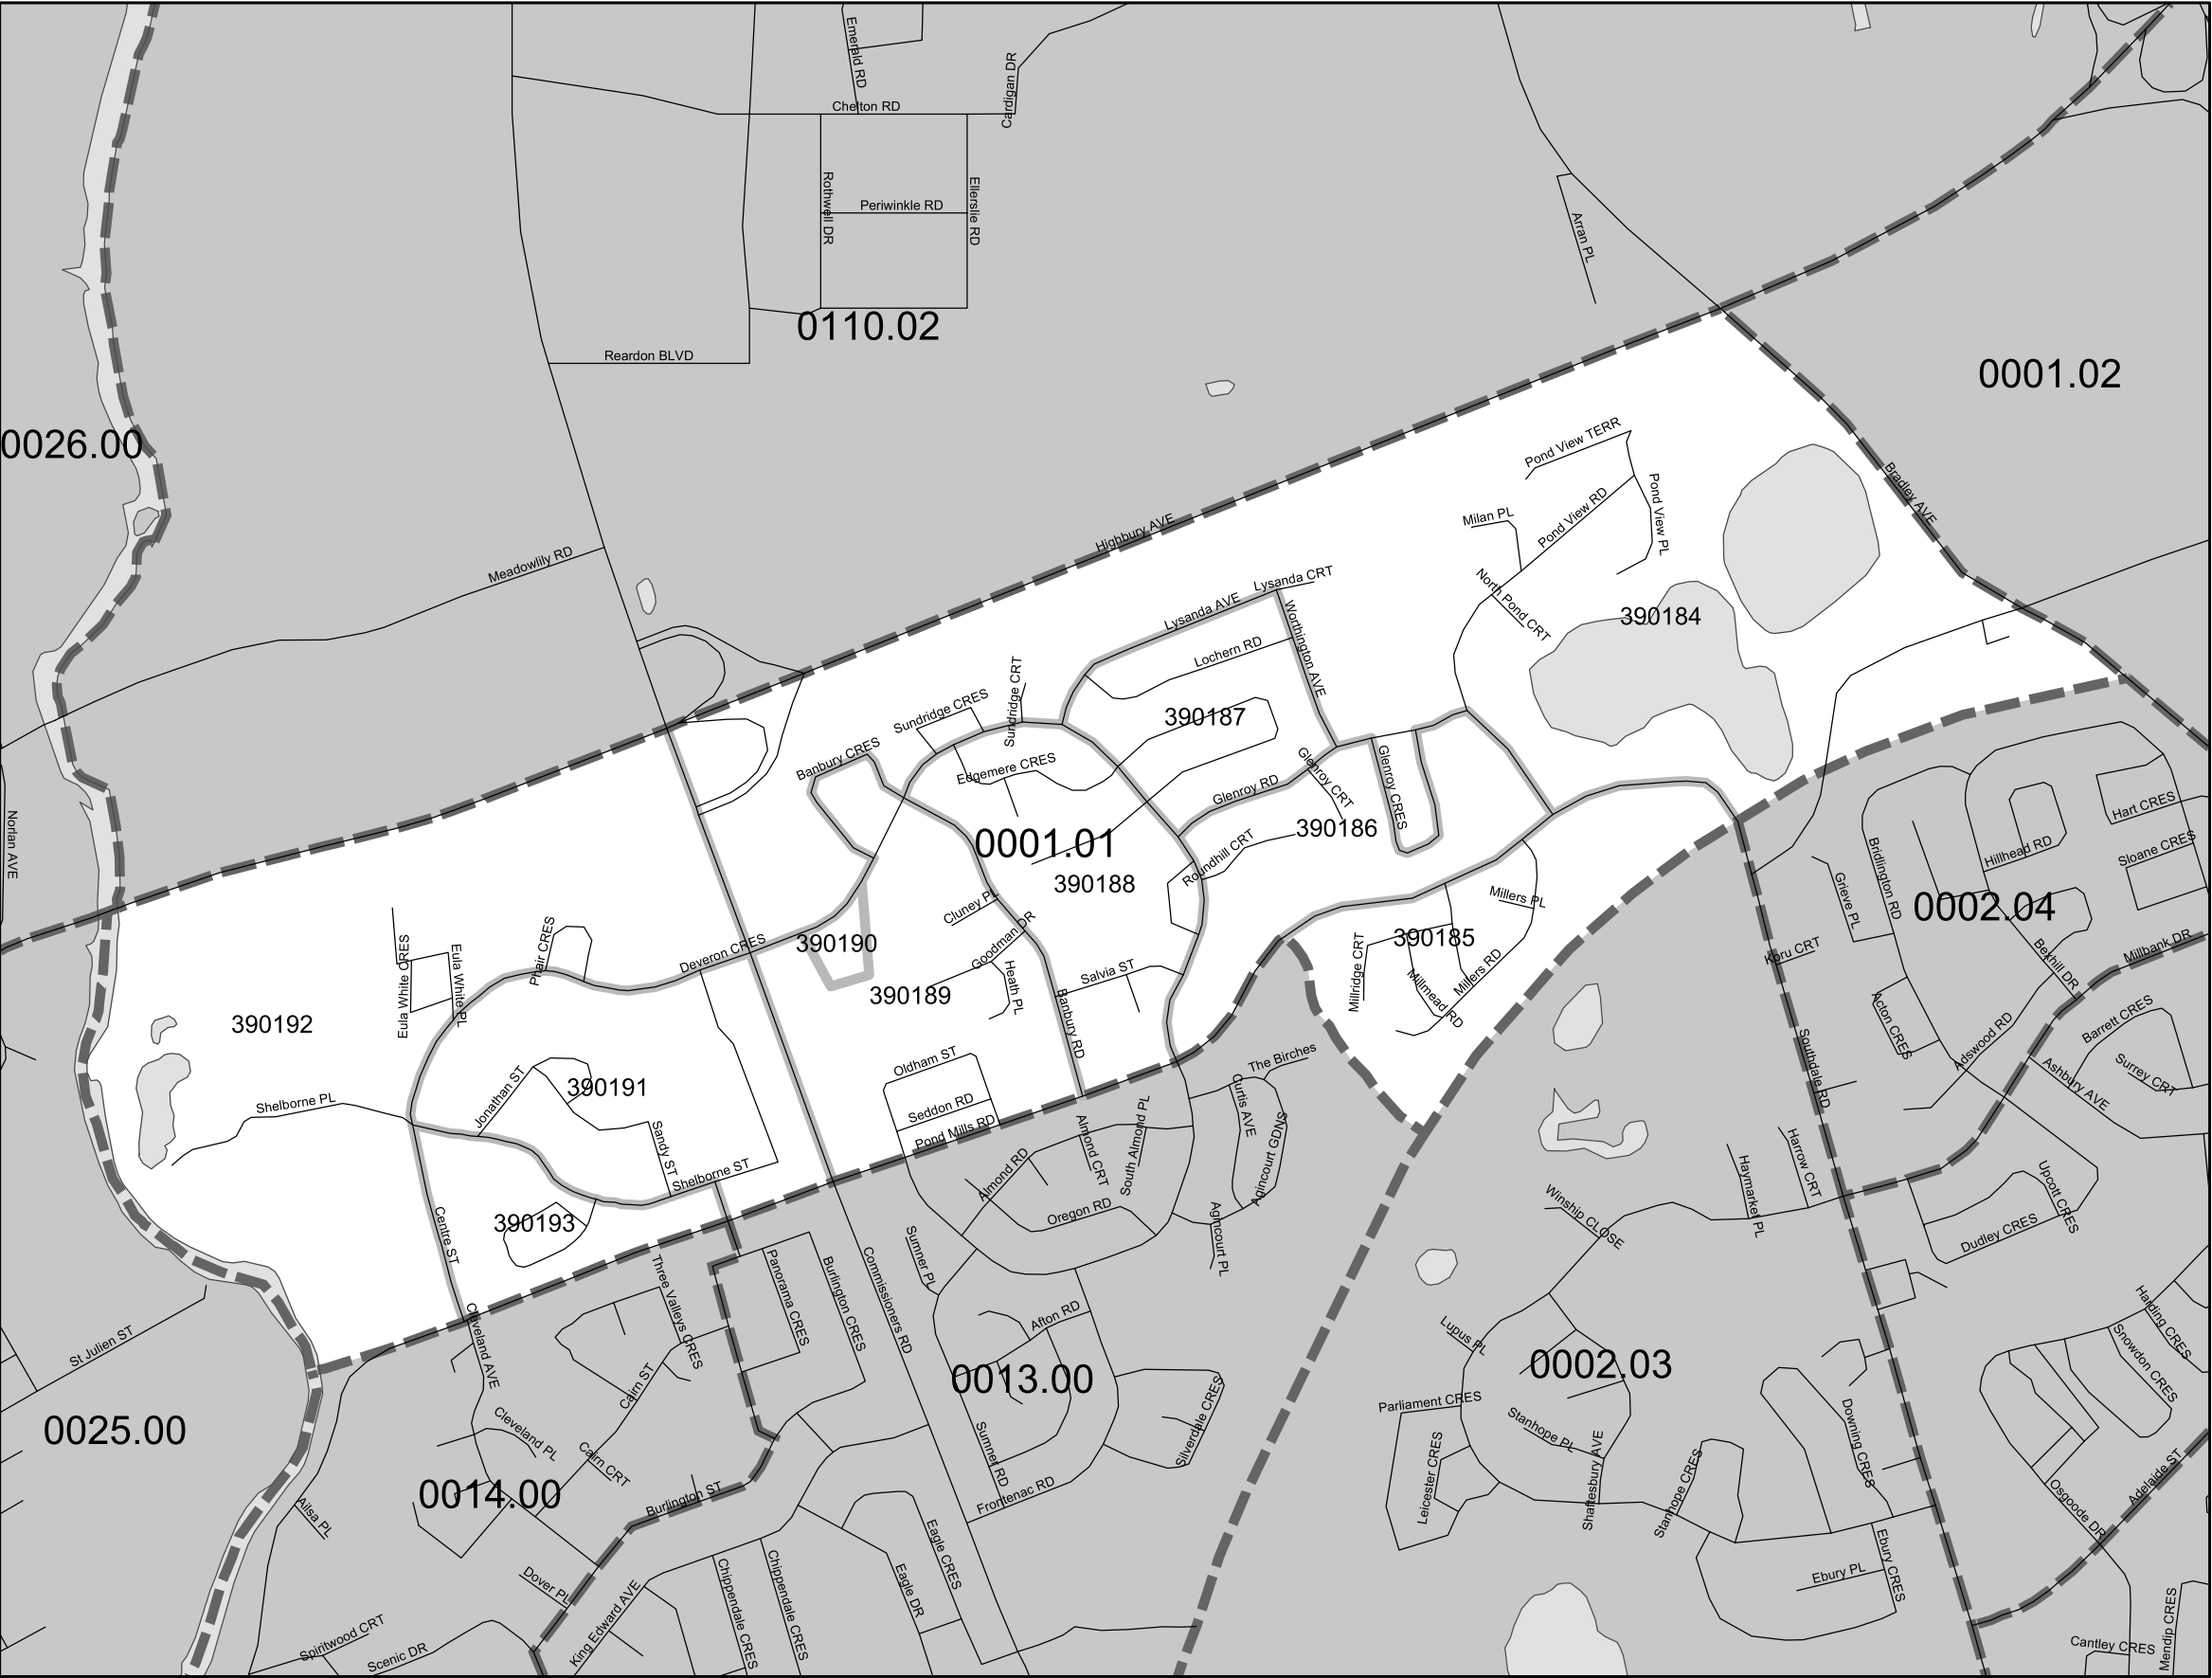 Emerald RD
Cardigan DR
Chelton RD
Rothwell DR
Periwinkle RD
Ellerslie RD
Arran PL
0110.02
Reardon BLVD
0001.02
0026.00
Pond View TERR
Bradley AVE
Pond View PL
Pond View RD
Milan PL
Highbury AVE
Meadowlily RD
Lysanda CRT
North Pond CRT
Lysanda AVE
Worthington AVE
390184
Lochern RD
Sundridge CRT
Sundridge CRES
390187
Banbury CRES
Edgemere CRES
Glenroy CRT
Glenroy CRES
Glenroy RD
Hart CRES
Norlan AVE
390186
0001.01
Roundhill CRT
Hillhead RD
Sloane CRES
Bridlington RD
390188
Millers PL
Grieve PL
0002.04
Cluney PL
Phair CRES
390190
Goodman DR
390185
Eula White CRES
Eula White PL
Deveron CRES
Koru CRT
Bexhill DR
Millbank DR
Millridge CRT
Millmead RD
Millers RD
Salvia ST
Heath PL
390189
390192
Banbury RD
Acton CRES
Barrett CRES
Adswood RD
Southdale RD
Oldham ST
The Birches
Surrey CRT
Ashbury AVE
Jonathan ST
390191
Shelborne PL
Seddon RD
Curtis AVE
Pond Mills RD
Almond CRT
South Almond PL
Agincourt GDNS
Sandy ST
Shelborne ST
Almond RD
Haymarket PL
Harrow CRT
Upcott CRES
390193
Centre ST
Oregon RD
Agincourt PL
Winship CLOSE
Dudley CRES
Sumner PL
Commissioners RD
Three Valleys CRES
Panorama CRES
Burlington CRES
Cleveland AVE
St Julien ST
Afton RD
Lupus PL
Harding CRES
Snowdon CRES
0002.03
0013.00
Cairn ST
Silverdale CRES
Parliament CRES
Stanhope PL
Downing CRES
0025.00
Cleveland PL
Cairn CRT
Sumner RD
Leicester CRES
Shaftesbury AVE
Stanhope CRES
Adelaide ST
Osgoode DR
0014.00
Burlington ST
Frontenac RD
Ailsa PL
Eagle CRES
Eagle DR
Ebury PL
Ebury CRES
Dover PL
King Edward AVE
Chippendale CRES
Chippendale CRES
Spiritwood CRT
Scenic DR
Cantley CRES
Mendip CRES